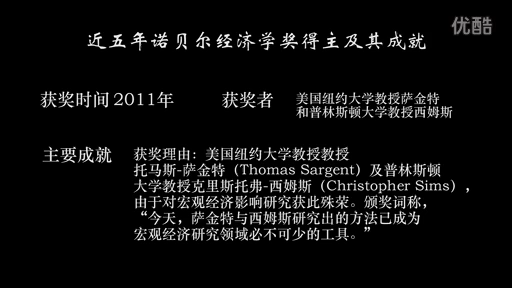 近五年诺贝尔经济学奖得主及其成就
优酷
获奖时间 2011年
获奖者
美国纽约大学教授萨金特
和普林斯顿大学教授西姆斯
主要成就
获奖理由：美国纽约大学教授教授
托马斯-萨金特（Thomas Sargent）及普林斯顿
大学教授克里斯托弗-西姆斯（Christopher Sims），
由于对宏观经济影响研究获此殊荣。颁奖词称，
“今天，萨金特与西姆斯研究出的方法已成为
宏观经济研究领域必不可少的工具。”